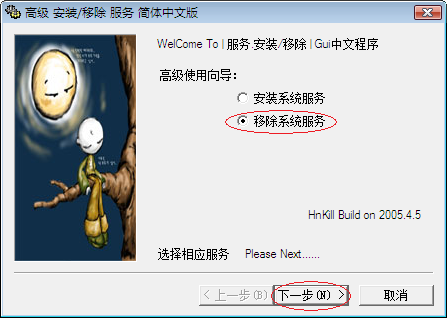 高级 安装/移除 服务 简体中文版
WelCome To | 服务.安装/移除 | Gui中文程序
高级使用向导:
安装系统服务
移除系统服务
HnKill Build on 2005.4.5
选择相应服务 Please Next......
< 上一步(B) 下一步(N) > 取消